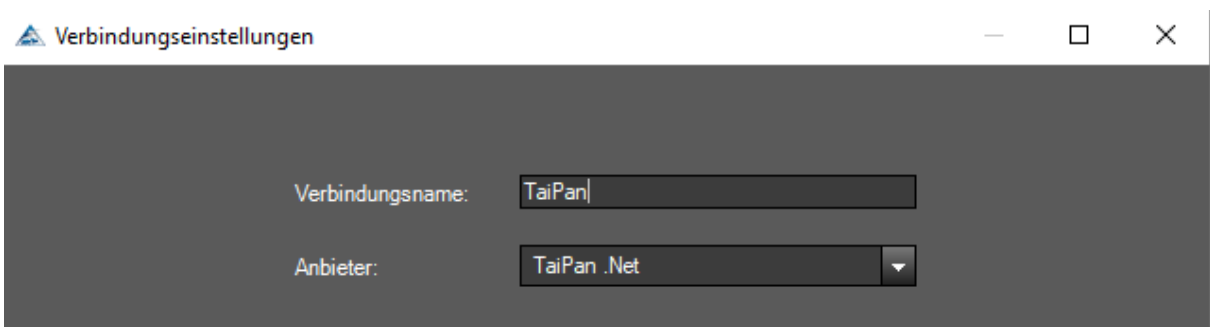 Verbindungseinstellungen
Verbindungsname: TaiPan
Anbieter: TaiPan .Net